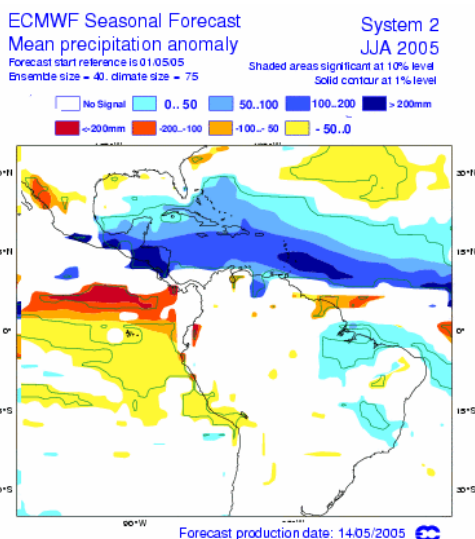 ECMWF Seasonal Forecast
System 2
Mean precipitation anomaly
JJA 2005
Forecast start reference is 01/05/05
Shaded areas significant at 10% level
Ensemble size = 40, climate size = 75
Solid contour at 1% level
No Signal
0..50
50..100
100..200
> 200mm
<-200mm
-200..-100
-100..-50
-50..0
15°N
0°
0°
15°S
90°W
Forecast production date: 14/05/2005